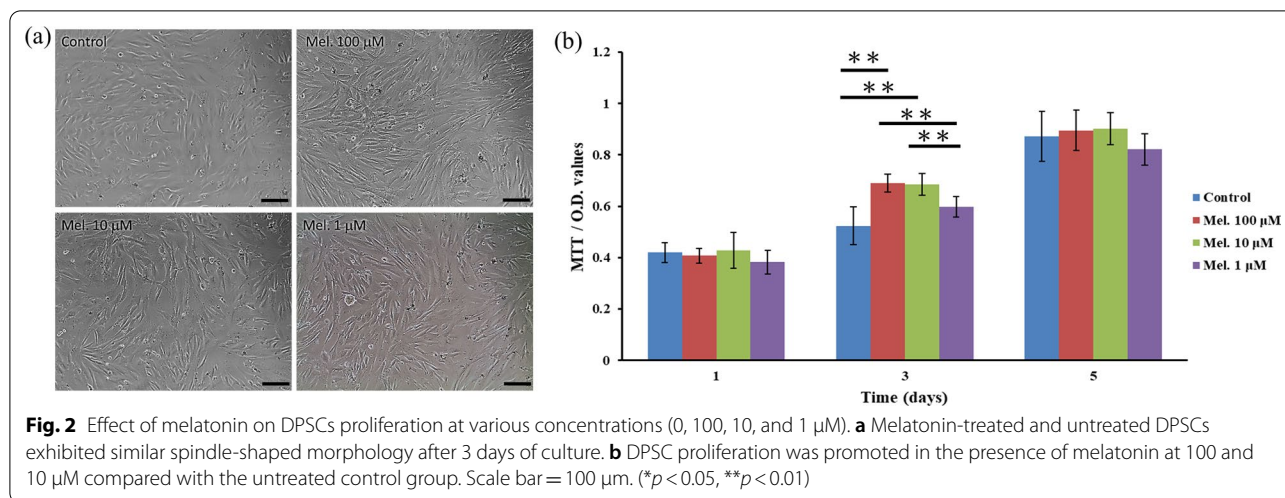 (a)
Control
Mel. 100 μM
Mel. 10 μM
Mel. 1 μM
(b)
MTT / O.D. values
1.2
1
0.8
0.6
0.4
0.2
0
**
**
**
**
1
3
5
Time (days)
Control
Mel. 100 μM
Mel. 10 μM
Mel. 1 μM
Fig. 2 Effect of melatonin on DPSCs proliferation at various concentrations (0, 100, 10, and 1 μM). a Melatonin-treated and untreated DPSCs
exhibited similar spindle-shaped morphology after 3 days of culture. b DPSC proliferation was promoted in the presence of melatonin at 100 and
10 μM compared with the untreated control group. Scale bar = 100 μm. (*p < 0.05, **p < 0.01)